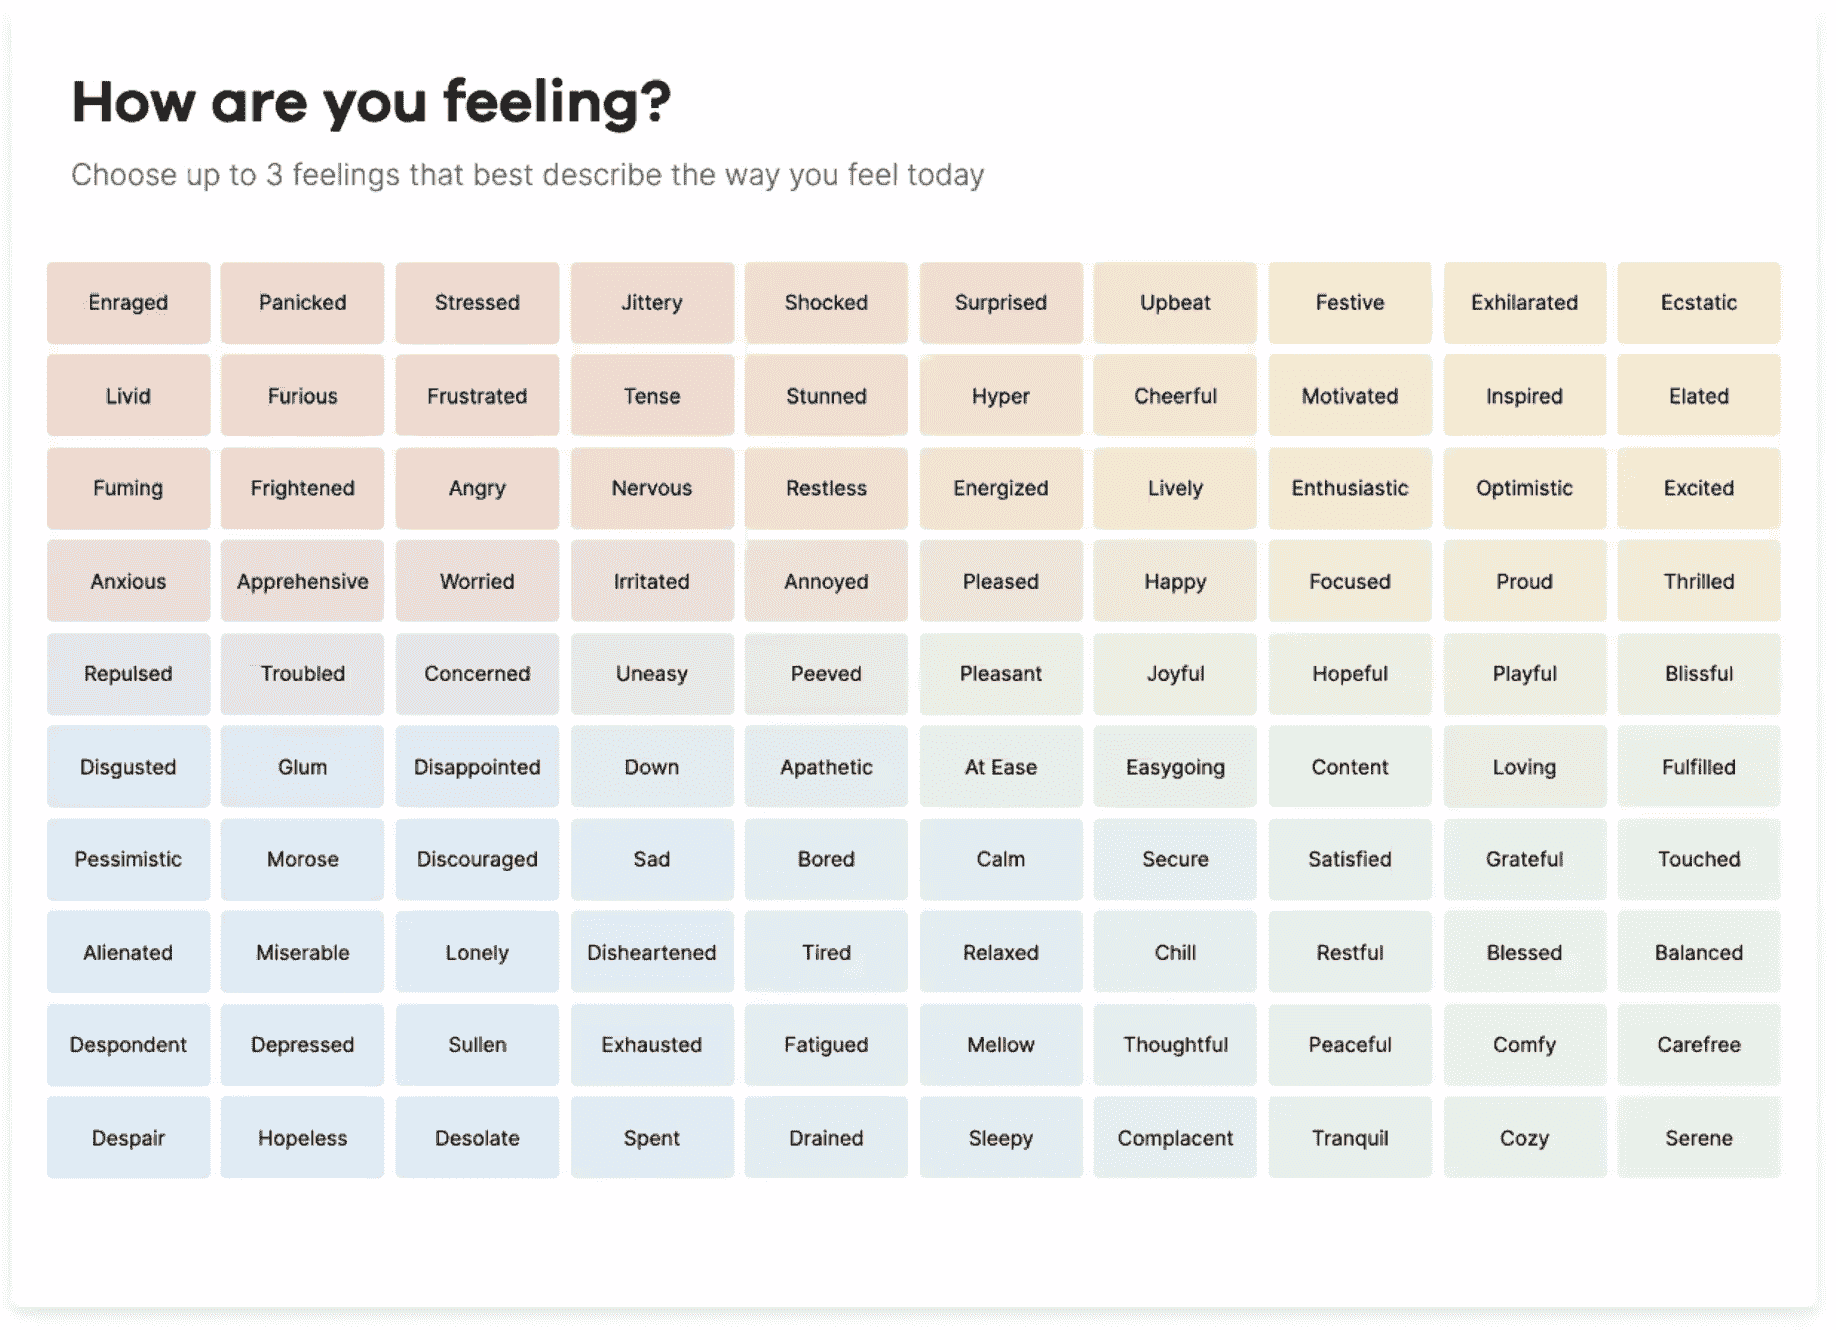 How are you feeling?
Choose up to 3 feelings that best describe the way you feel today
Enraged Panicked Stressed Jittery Shocked Surprised Upbeat Festive Exhilarated Ecstatic
Livid Furious Frustrated Tense Stunned Hyper Cheerful Motivated Inspired Elated
Fuming Frightened Angry Nervous Restless Energized Lively Enthusiastic Optimistic Excited
Anxious Apprehensive Worried Irritated Annoyed Pleased Happy Focused Proud Thrilled
Repulsed Troubled Concerned Uneasy Peeved Pleasant Joyful Hopeful Playful Blissful
Disgusted Glum Disappointed Down Apathetic At Ease Easygoing Content Loving Fulfilled
Pessimistic Morose Discouraged Sad Bored Calm Secure Satisfied Grateful Touched
Alienated Miserable Lonely Disheartened Tired Relaxed Chill Restful Blessed Balanced
Despondent Depressed Sullen Exhausted Fatigued Mellow Thoughtful Peaceful Comfy Carefree
Despair Hopeless Desolate Spent Drained Sleepy Complacent Tranquil Cozy Serene